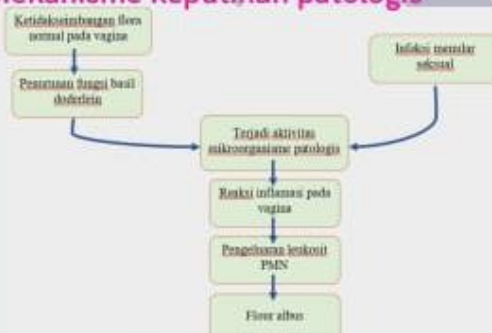 Mekanisme keputihan patologis
Ketidakseimbangan flora
normal pada vagina
Infeksi menular
seksual
Penurunan fungsi basil
doderlein
Terjadi aktivitas
mikroorganisme patologis
Reaksi inflamasi pada
vagina
Pengeluaran leukosit
PMN
Flour albus